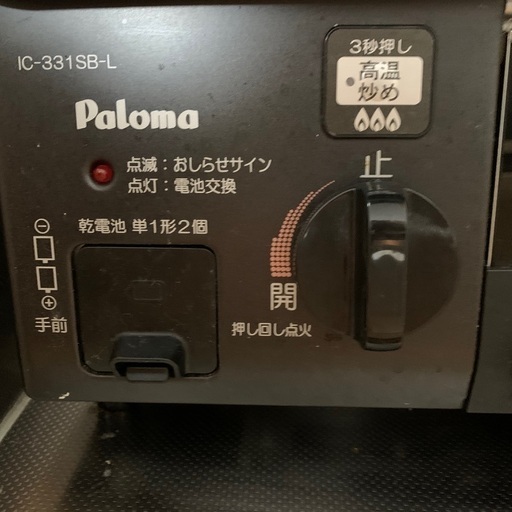 IC-331SB-L
Paloma
3秒押し
高温
炒め
点滅：おしらせサイン
点灯：電池交換
止
乾電池 単1形2個
⊖
⊕
手前
開
押し回し点火